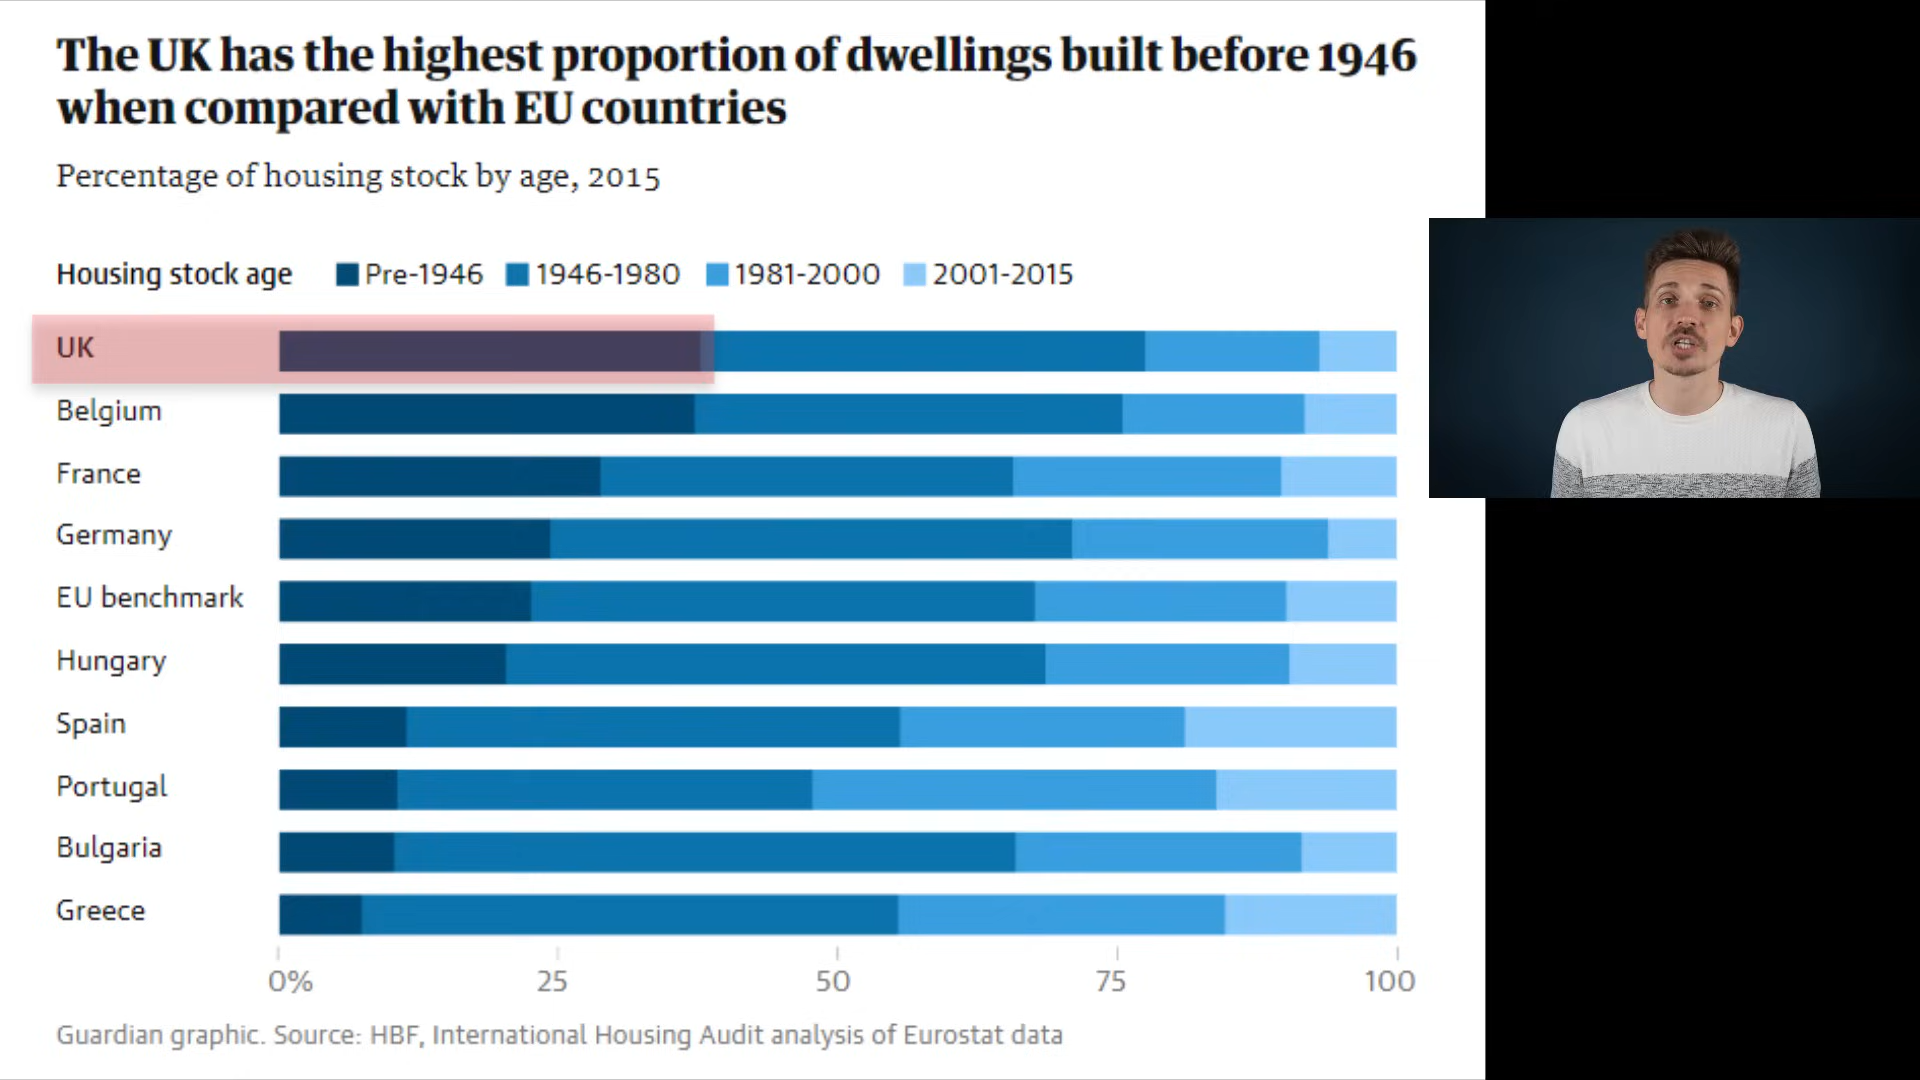 The UK has the highest proportion of dwellings built before 1946
when compared with EU countries
Percentage of housing stock by age, 2015
Housing stock age Pre-1946 1946-1980 1981-2000 2001-2015
UK
Belgium
France
Germany
EU benchmark
Hungary
Spain
Portugal
Bulgaria
Greece
0% 25 50 75 100
Guardian graphic. Source: HBF, International Housing Audit analysis of Eurostat data